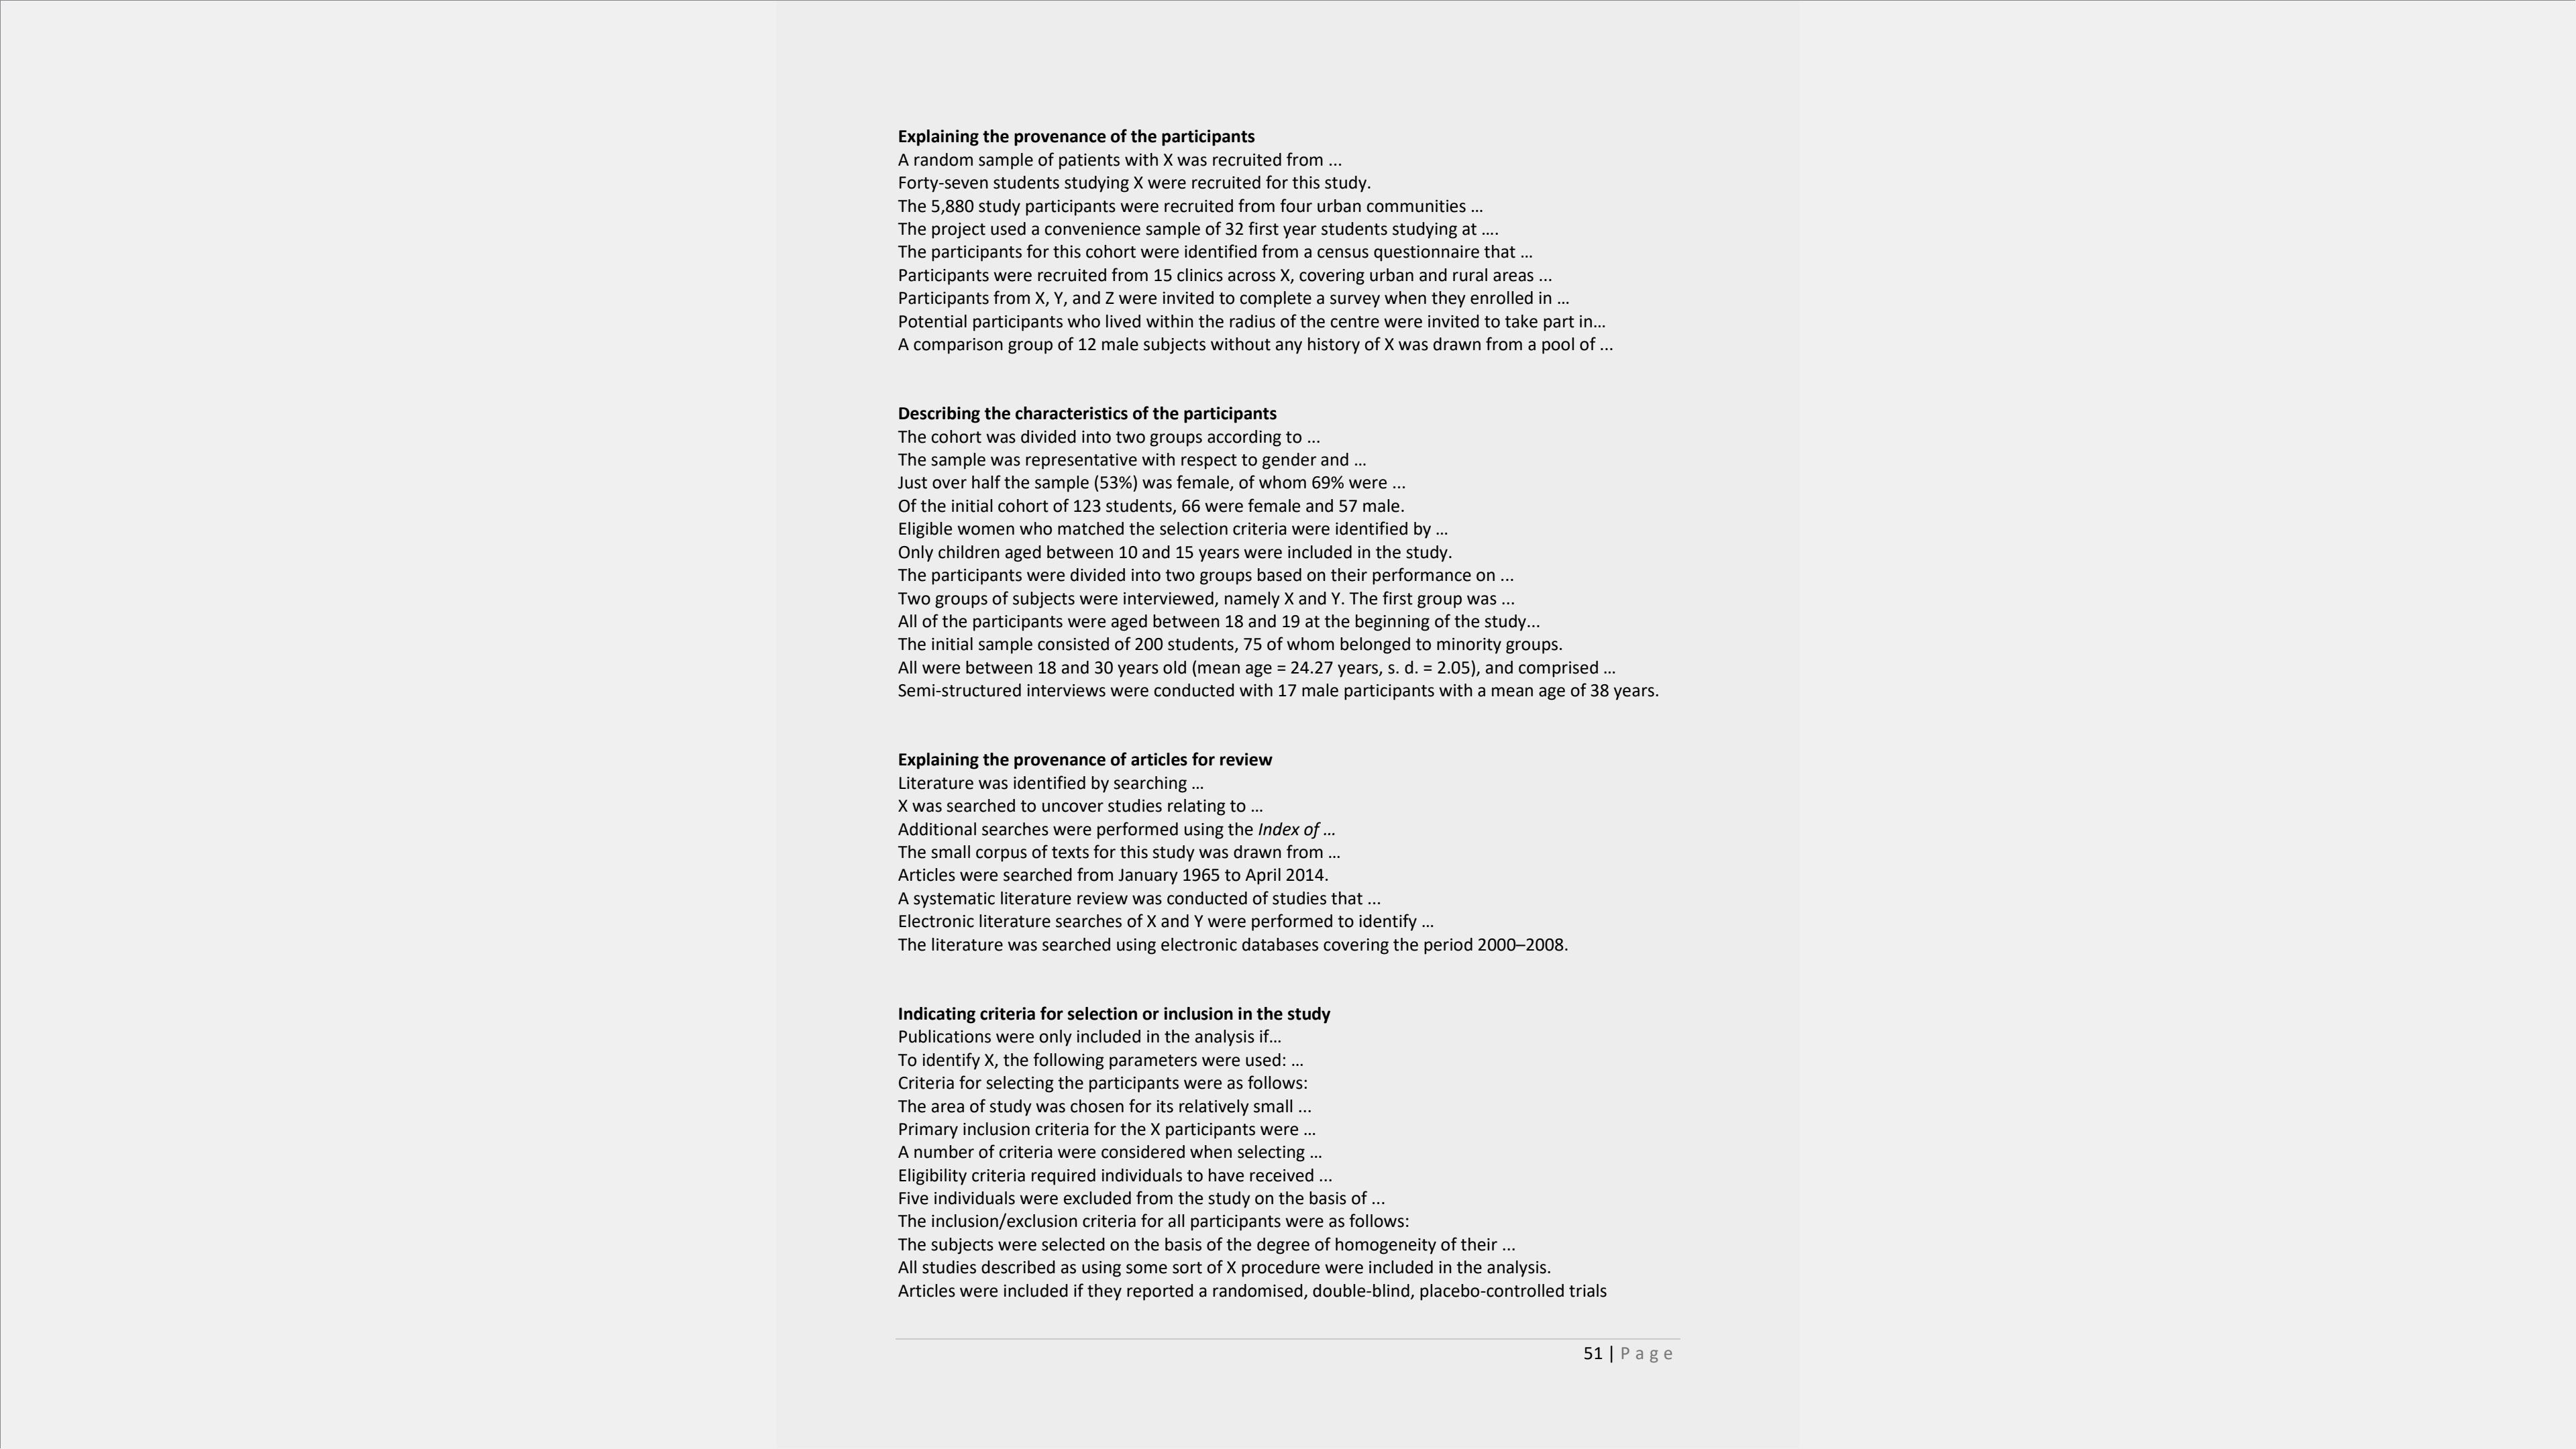 Explaining the provenance of the participants
A random sample of patients with X was recruited from ...
Forty-seven students studying X were recruited for this study.
The 5,880 study participants were recruited from four urban communities …
The project used a convenience sample of 32 first year students studying at ….
The participants for this cohort were identified from a census questionnaire that …
Participants were recruited from 15 clinics across X, covering urban and rural areas ...
Participants from X, Y, and Z were invited to complete a survey when they enrolled in …
Potential participants who lived within the radius of the centre were invited to take part in…
A comparison group of 12 male subjects without any history of X was drawn from a pool of ...
Describing the characteristics of the participants
The cohort was divided into two groups according to ...
The sample was representative with respect to gender and …
Just over half the sample (53%) was female, of whom 69% were ...
Of the initial cohort of 123 students, 66 were female and 57 male.
Eligible women who matched the selection criteria were identified by …
Only children aged between 10 and 15 years were included in the study.
The participants were divided into two groups based on their performance on ...
Two groups of subjects were interviewed, namely X and Y. The first group was ...
All of the participants were aged between 18 and 19 at the beginning of the study...
The initial sample consisted of 200 students, 75 of whom belonged to minority groups.
All were between 18 and 30 years old (mean age = 24.27 years, s. d. = 2.05), and comprised …
Semi-structured interviews were conducted with 17 male participants with a mean age of 38 years.
Explaining the provenance of articles for review
Literature was identified by searching …
X was searched to uncover studies relating to …
Additional searches were performed using the Index of …
The small corpus of texts for this study was drawn from …
Articles were searched from January 1965 to April 2014.
A systematic literature review was conducted of studies that ...
Electronic literature searches of X and Y were performed to identify …
The literature was searched using electronic databases covering the period 2000–2008.
Indicating criteria for selection or inclusion in the study
Publications were only included in the analysis if…
To identify X, the following parameters were used: …
Criteria for selecting the participants were as follows:
The area of study was chosen for its relatively small ...
Primary inclusion criteria for the X participants were …
A number of criteria were considered when selecting …
Eligibility criteria required individuals to have received ...
Five individuals were excluded from the study on the basis of ...
The inclusion/exclusion criteria for all participants were as follows:
The subjects were selected on the basis of the degree of homogeneity of their ...
All studies described as using some sort of X procedure were included in the analysis.
Articles were included if they reported a randomised, double-blind, placebo-controlled trials
51 | Page